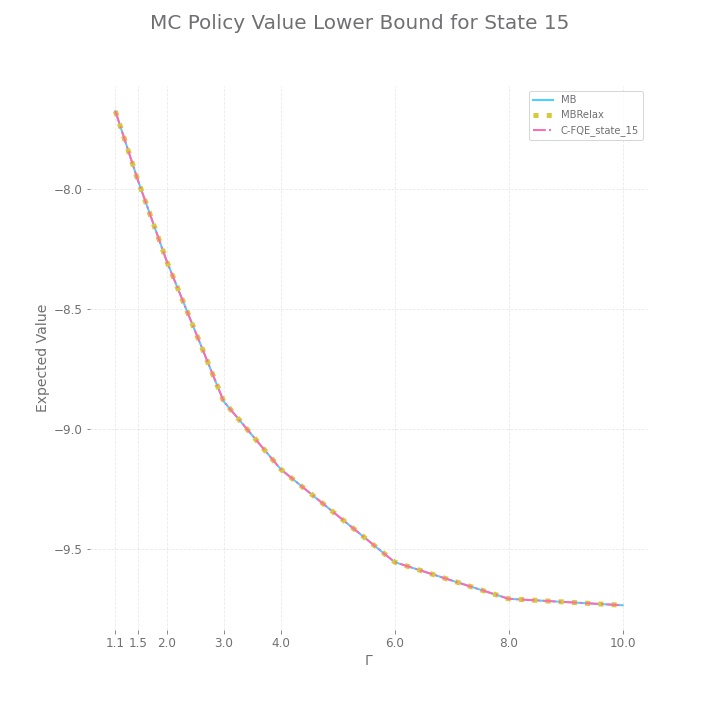 MC Policy Value Lower Bound for State 15
MB
MBRelax
C-FQE_state_15
−8.0
−8.5
−9.0
−9.5
Expected Value
1.1 1.5 2.0 3.0 4.0 6.0 8.0 10.0
Γ